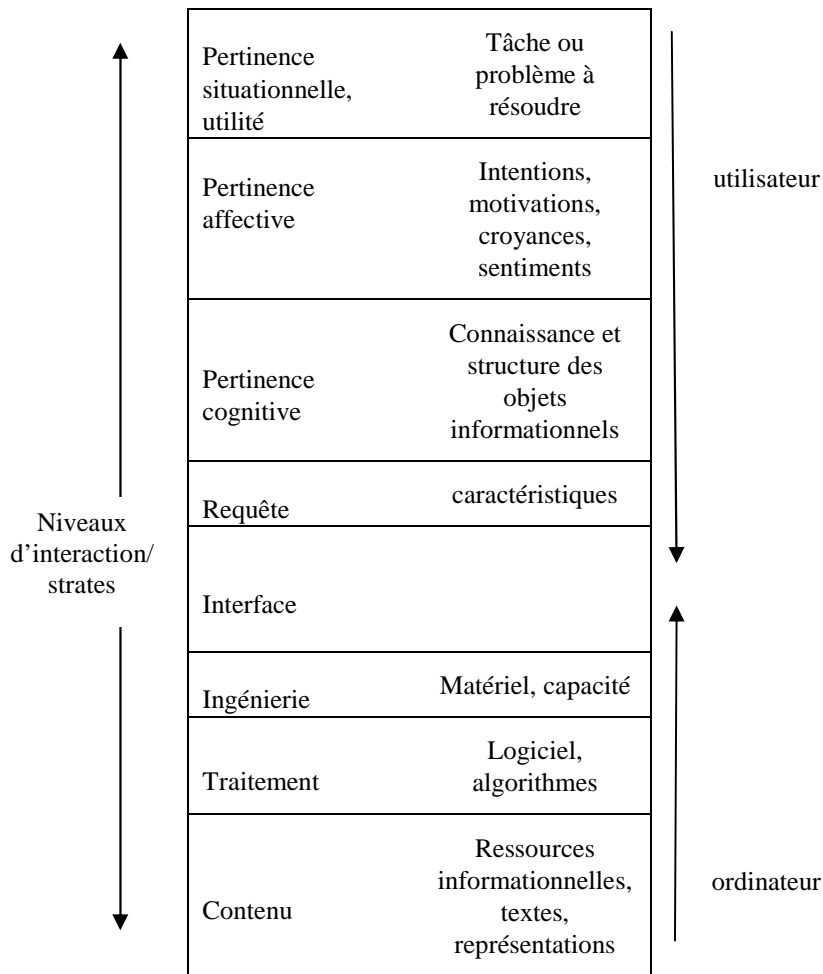 Pertinence
situationnelle,
utilité
Tâche ou
problème à
résoudre
Pertinence
affective
Intentions,
motivations,
croyances,
sentiments
utilisateur
Pertinence
cognitive
Connaissance et
structure des
objets
informationnels
Requête
caractéristiques
Niveaux
d’interaction/
strates
Interface
Ingénierie
Matériel, capacité
Traitement
Logiciel,
algorithmes
Contenu
Ressources
informationnelles,
textes,
représentations
ordinateur